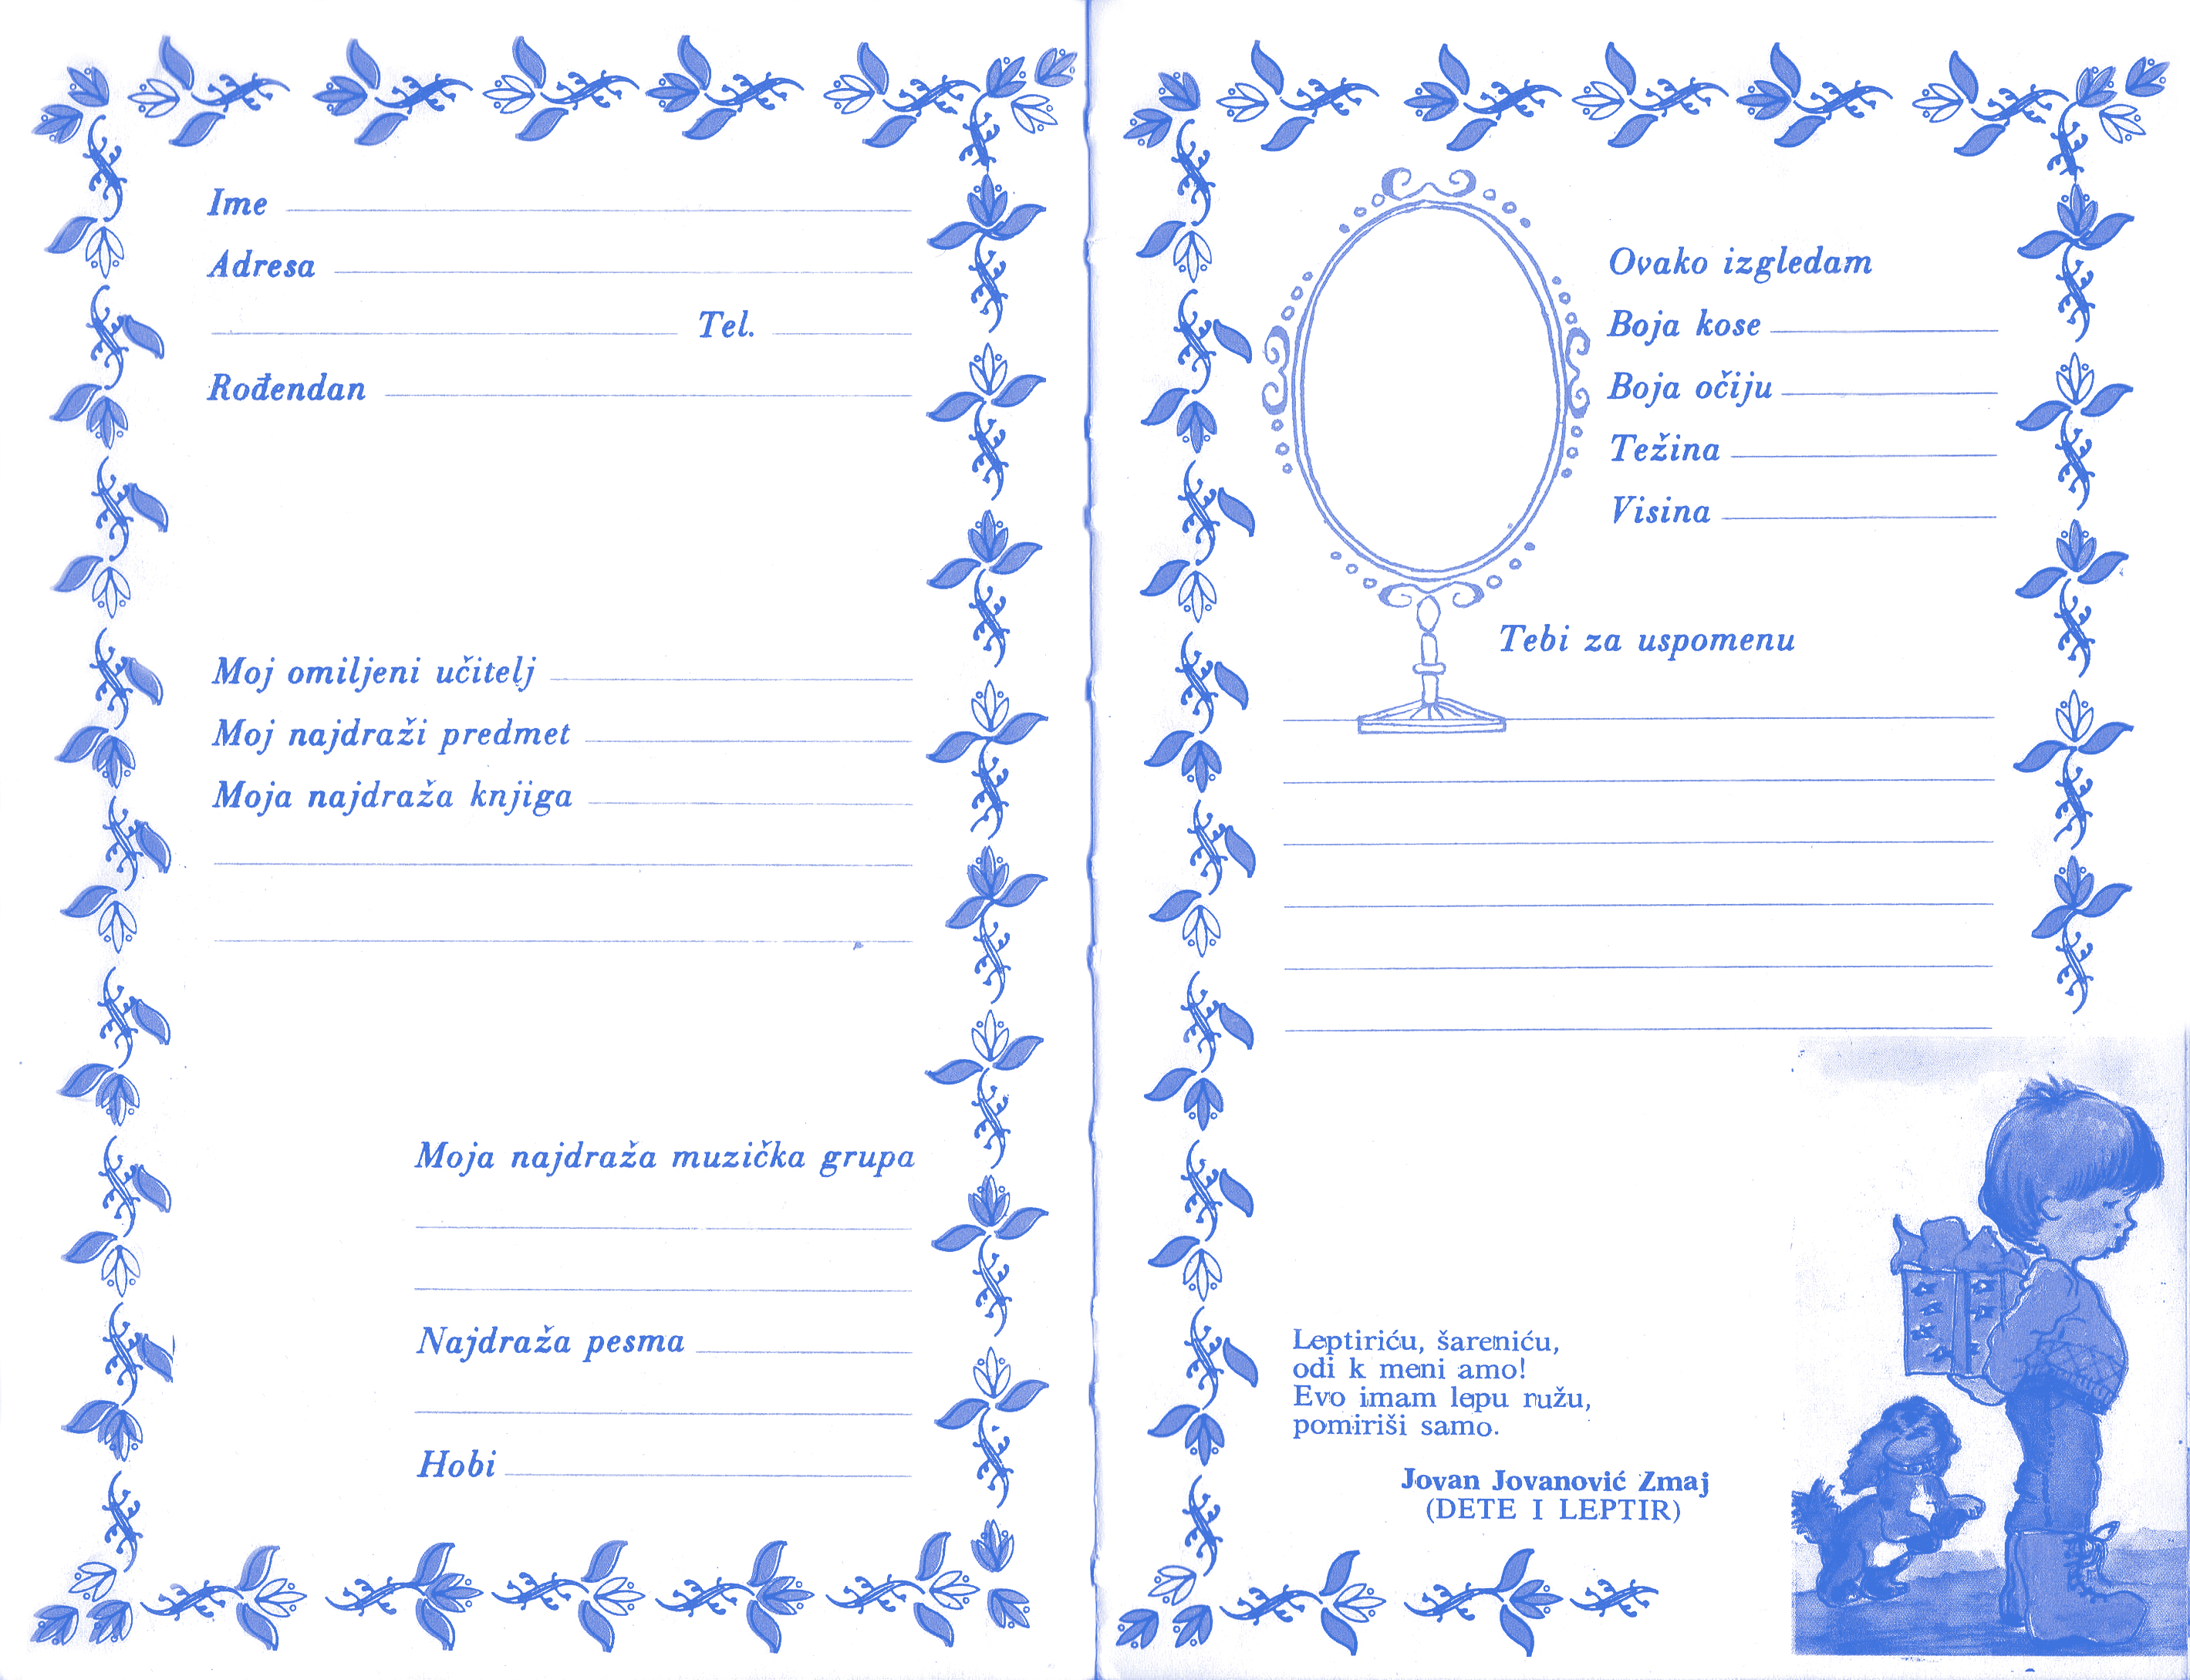 Ime
Adresa
Tel.
Rođendan
Moj omiljeni učitelj
Moj najdraži predmet
Moja najdraža knjiga
Moja najdraža muzička grupa
Najdraža pesma
Hobi
Ovako izgledam
Boja kose
Boja očiju
Težina
Visina
Tebi za uspomenu
Leptiriću, šareniću,
odi k meni amo!
Evo imam lepu ružu,
pomiriši samo.
Jovan Jovanović Zmaj
(DETE I LEPTIR)